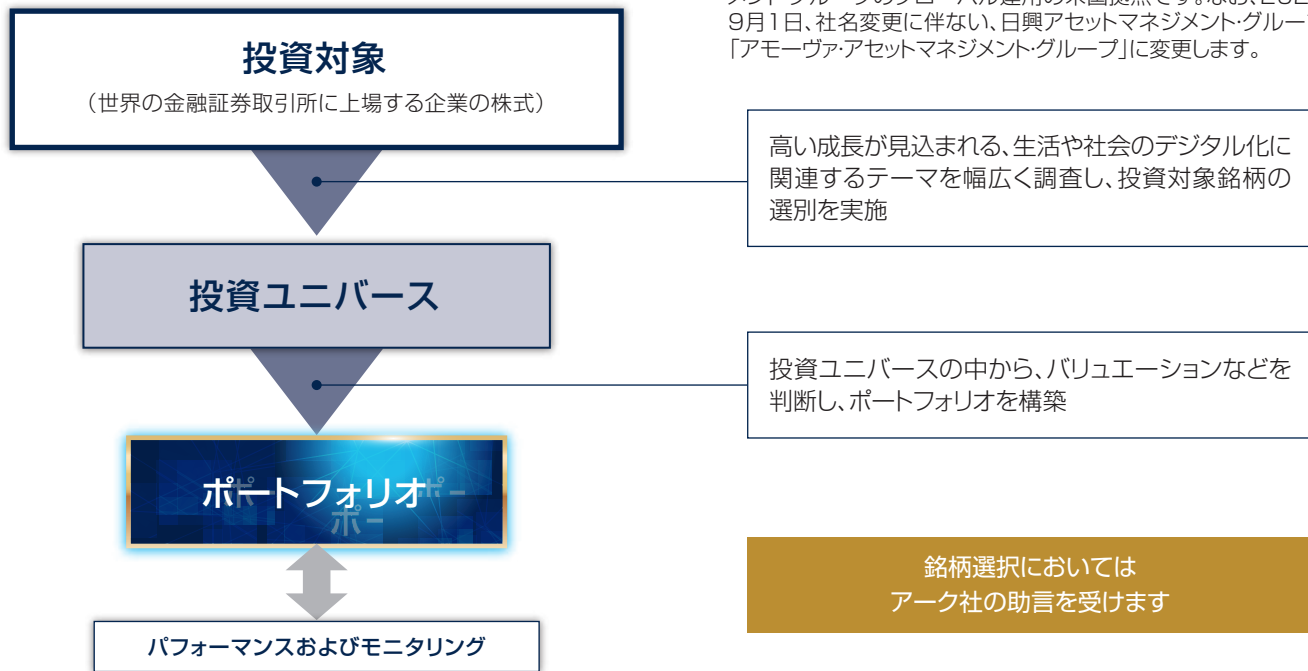 9月1日、社名変更に伴ない、日興アセットマネジメント・グルー
「アモーヴァ・アセットマネジメント・グループ」に変更します。
投資対象
（世界の金融証券取引所に上場する企業の株式）
高い成長が見込まれる、生活や社会のデジタル化に
関連するテーマを幅広く調査し、投資対象銘柄の
選別を実施
投資ユニバース
投資ユニバースの中から、バリュエーションなどを
判断し、ポートフォリオを構築
ポートフォリオ
銘柄選択においては
アーク社の助言を受けます
パフォーマンスおよびモニタリング